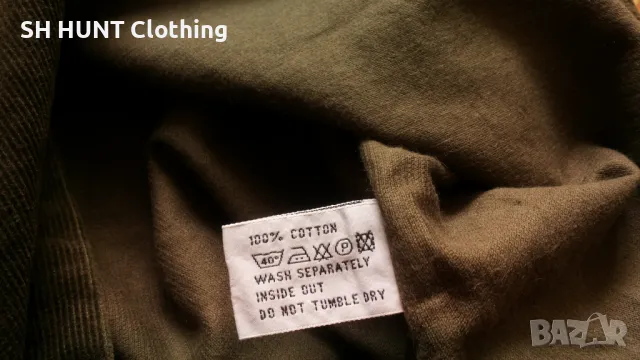 SH HUNT Clothing
100% COTTON
40° P
WASH SEPARATELY
INSIDE OUT
DO NOT TUMBLE DRY
BAZAR